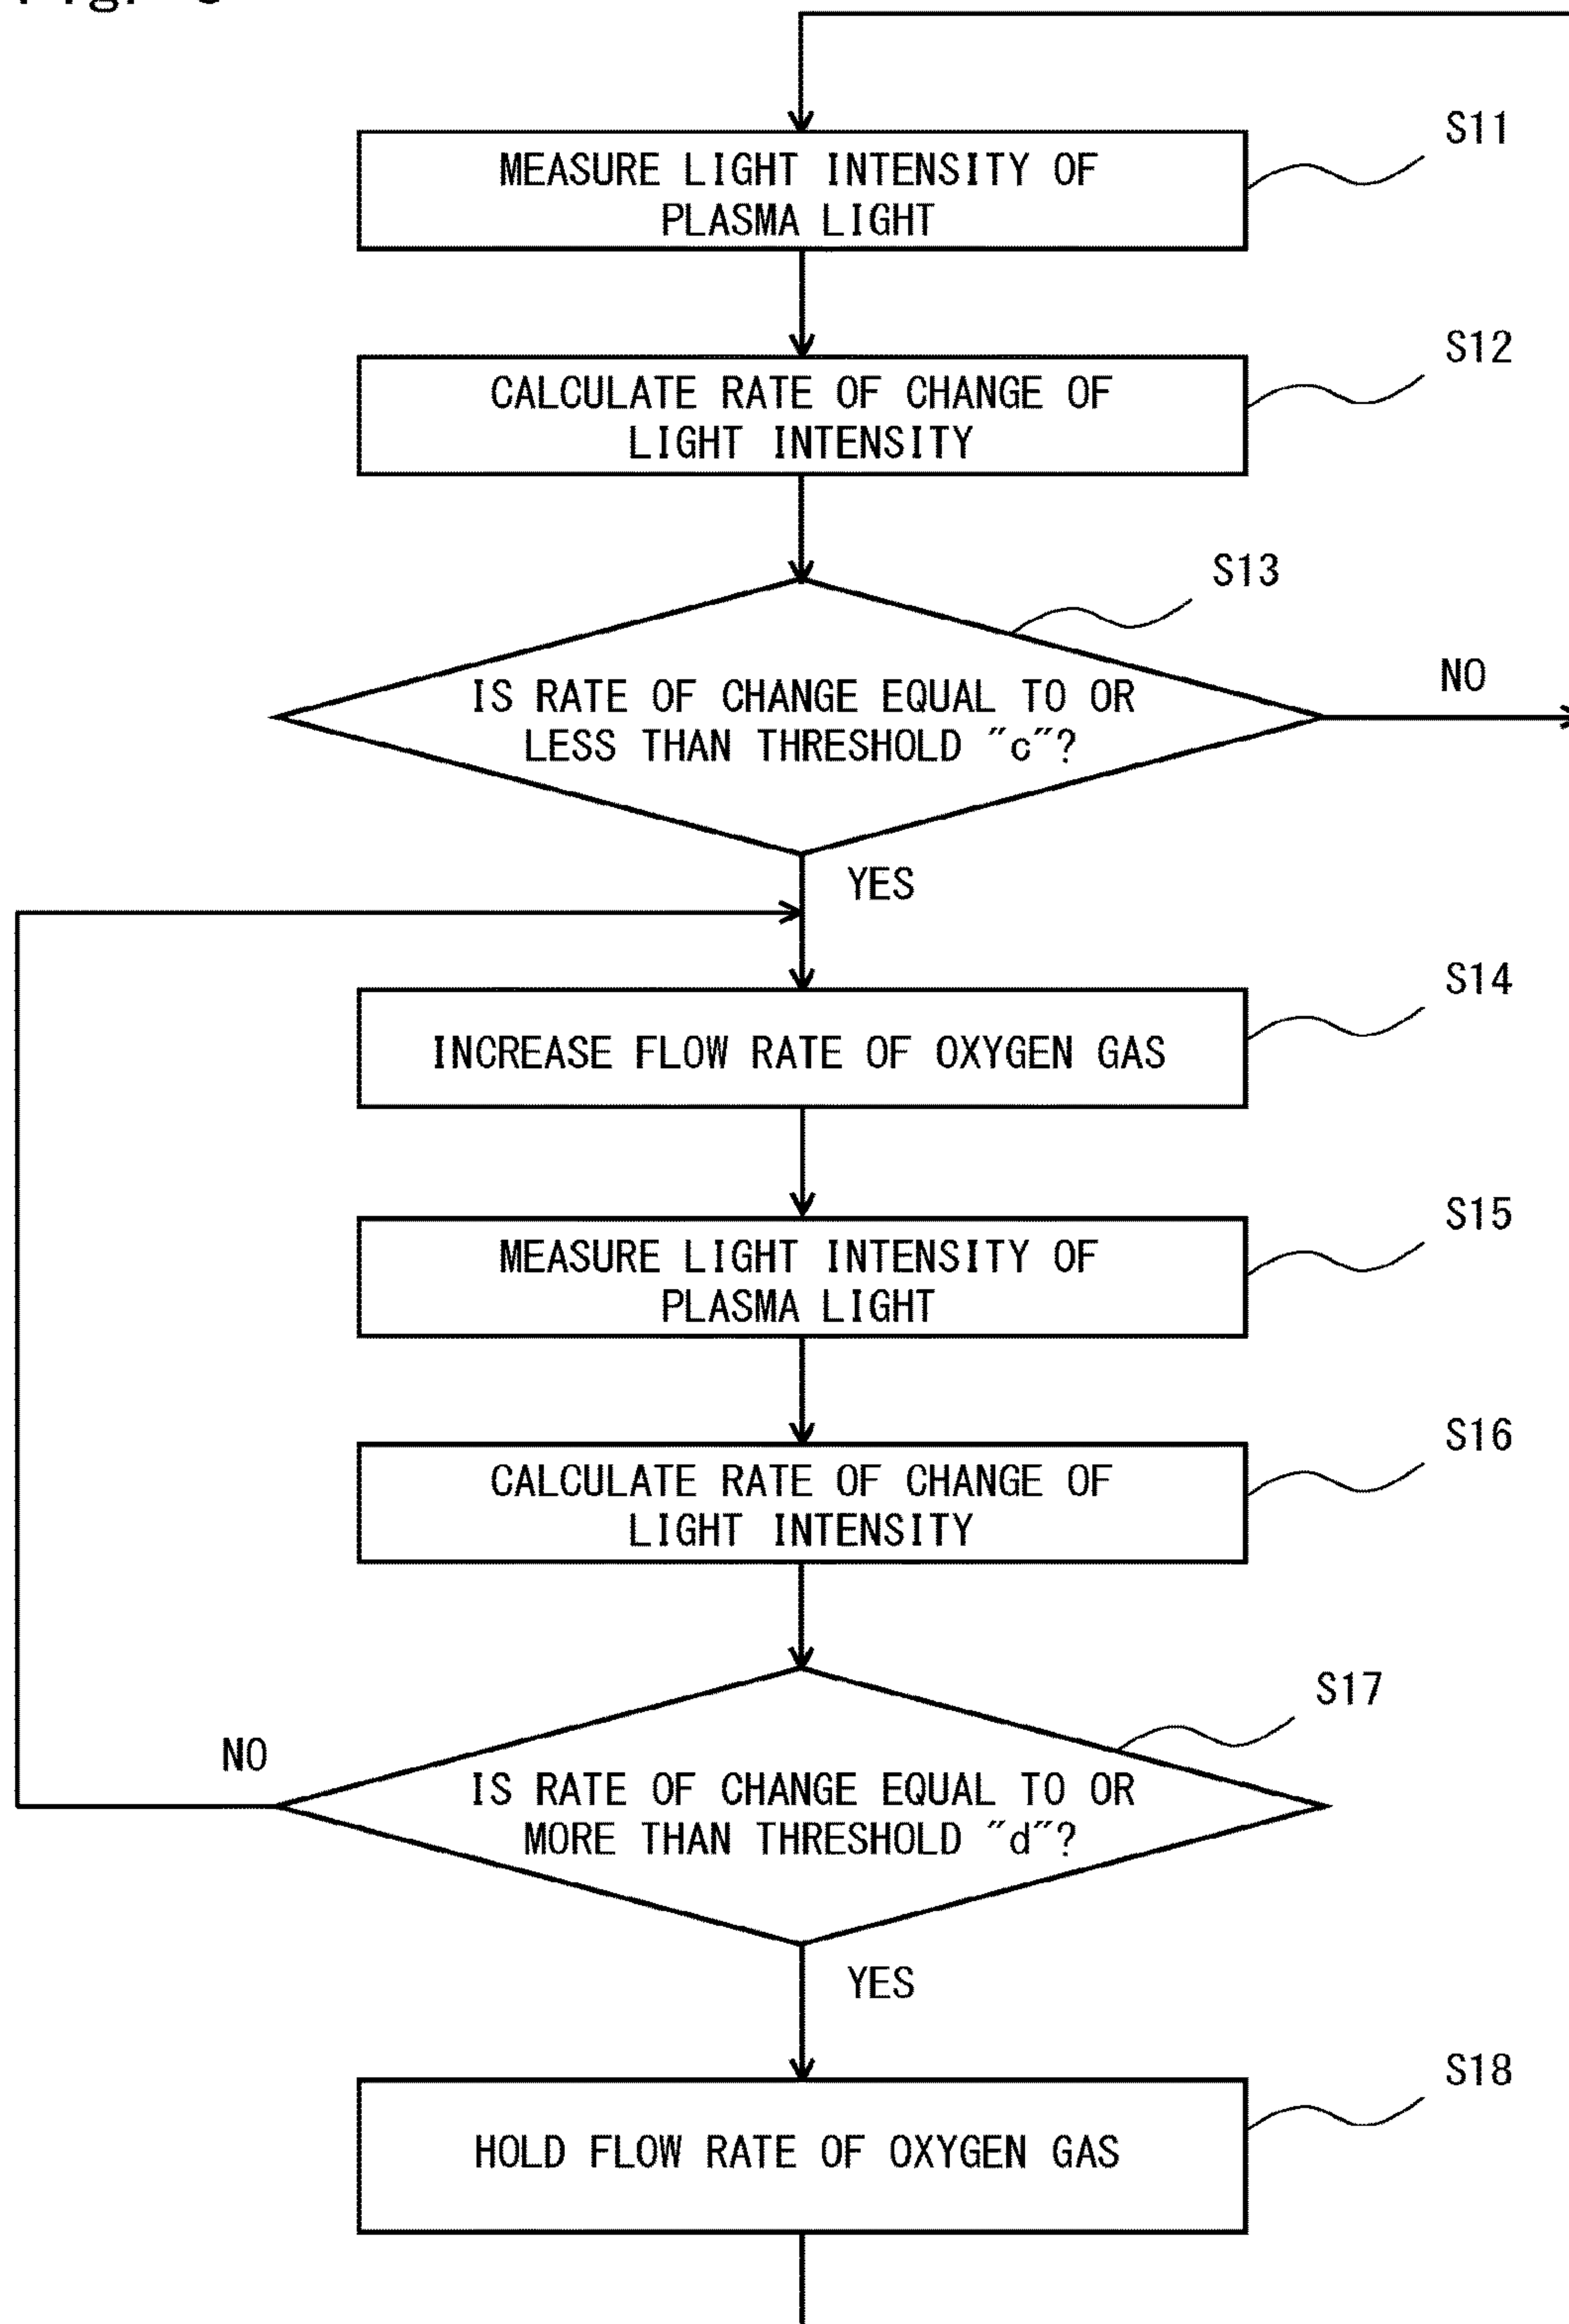 S11
MEASURE LIGHT INTENSITY OF
PLASMA LIGHT
S12
CALCULATE RATE OF CHANGE OF
LIGHT INTENSITY
S13
IS RATE OF CHANGE EQUAL TO OR
LESS THAN THRESHOLD "c"?
NO
YES
S14
INCREASE FLOW RATE OF OXYGEN GAS
S15
MEASURE LIGHT INTENSITY OF
PLASMA LIGHT
S16
CALCULATE RATE OF CHANGE OF
LIGHT INTENSITY
S17
NO
IS RATE OF CHANGE EQUAL TO OR
MORE THAN THRESHOLD "d"?
YES
S18
HOLD FLOW RATE OF OXYGEN GAS